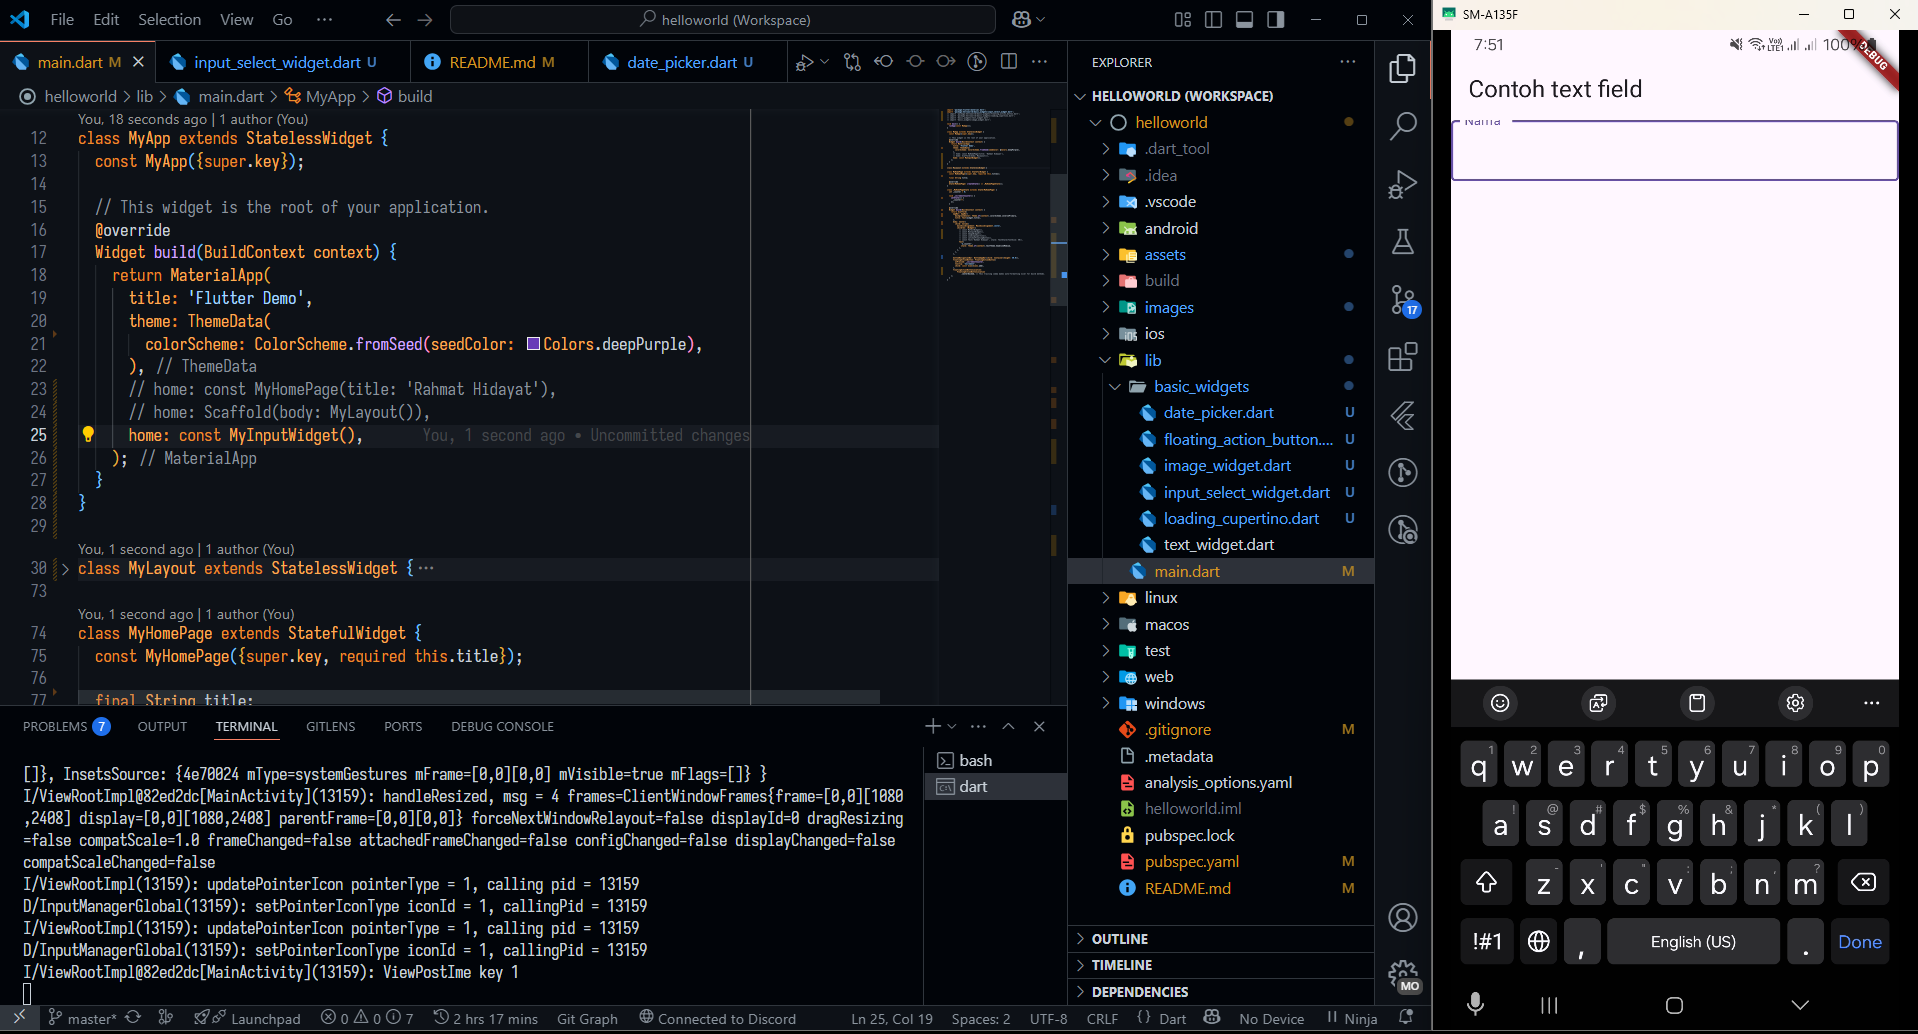 File Edit Selection View Go ··· helloworld (Workspace)
main.dart M input_select_widget.dart U README.md M date_picker.dart U
helloworld > lib > main.dart > MyApp > build
You, 18 seconds ago | 1 author (You)
12 class MyApp extends StatelessWidget {
13 const MyApp({super.key});
14
15 // This widget is the root of your application.
16 @override
17 Widget build(BuildContext context) {
18 return MaterialApp(
19 title: 'Flutter Demo',
20 theme: ThemeData(
21 colorScheme: ColorScheme.fromSeed(seedColor: Colors.deepPurple),
22 ), // ThemeData
23 // home: const MyHomePage(title: 'Rahmat Hidayat'),
24 // home: Scaffold(body: MyLayout()),
25 home: const MyInputWidget(), You, 1 second ago • Uncommitted changes
26 ); // MaterialApp
27 }
28 }
29
You, 1 second ago | 1 author (You)
30 class MyLayout extends StatelessWidget { ···
73
You, 1 second ago | 1 author (You)
74 class MyHomePage extends StatefulWidget {
75 const MyHomePage({super.key, required this.title});
76
77 final String title;
PROBLEMS 7 OUTPUT TERMINAL GITLENS PORTS DEBUG CONSOLE
[]}, InsetsSource: {4e70024 mType=systemGestures mFrame=[0,0][0,0] mVisible=true mFlags=[]} }
I/ViewRootImpl@82ed2dc[MainActivity](13159): handleResized, msg = 4 frames=ClientWindowFrames{frame=[0,0][1080
,2408] display=[0,0][1080,2408] parentFrame=[0,0][0,0]} forceNextWindowRelayout=false displayId=0 dragResizing
=false compatScale=1.0 frameChanged=false attachedFrameChanged=false configChanged=false displayChanged=false
compatScaleChanged=false
I/ViewRootImpl(13159): updatePointerIcon pointerType = 1, calling pid = 13159
D/InputManagerGlobal(13159): setPointerIconType iconId = 1, callingPid = 13159
I/ViewRootImpl(13159): updatePointerIcon pointerType = 1, calling pid = 13159
D/InputManagerGlobal(13159): setPointerIconType iconId = 1, callingPid = 13159
I/ViewRootImpl@82ed2dc[MainActivity](13159): ViewPostIme key 1
bash
dart
EXPLORER
HELLOWORLD (WORKSPACE)
helloworld
.dart_tool
.idea
.vscode
android
assets
build
images
ios
lib
basic_widgets
date_picker.dart U
floating_action_button.... U
image_widget.dart U
input_select_widget.dart U
loading_cupertino.dart U
text_widget.dart
main.dart M
linux
macos
test
web
windows
.gitignore M
.metadata
analysis_options.yaml
helloworld.iml
pubspec.lock
pubspec.yaml M
README.md M
OUTLINE
TIMELINE
DEPENDENCIES
17
MO
master* Launchpad 0 0 7 2 hrs 17 mins Git Graph Connected to Discord Ln 25, Col 19 Spaces: 2 UTF-8 CRLF {} Dart No Device Ninja
SM-A135F
7:51 Vo)) LTE1 100%
DEBUG
Contoh text field
Nama
q1 w2 e3 r4 t5 y6 u7 i8 o9 p0
a! s@ d# f$ g% h& j* k( l)
z- x' c" v: b; n, m?
!#1 , English (US) . Done